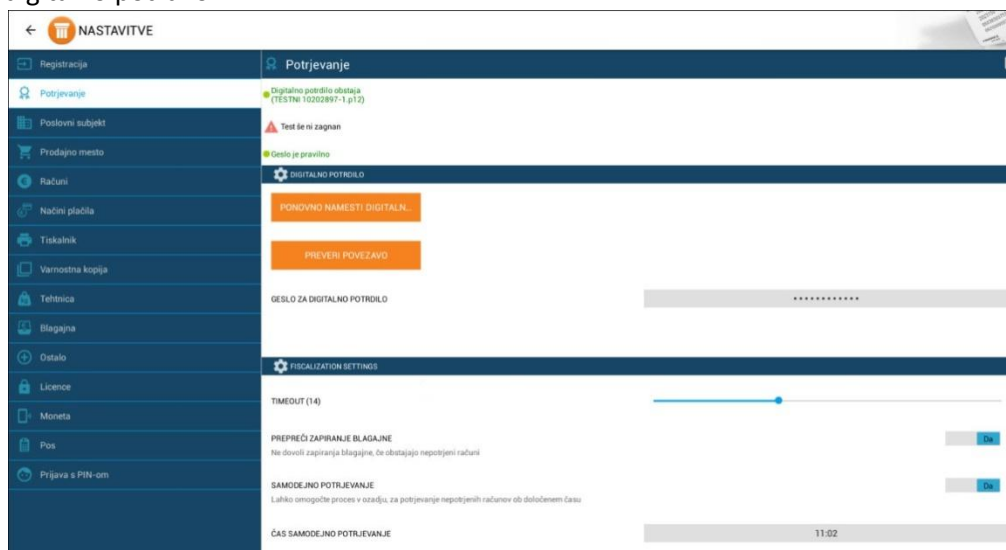 NASTAVITVE
Registracija
Potrjevanje
Poslovni subjekt
Prodajno mesto
Računi
Načini plačila
Tiskalnik
Varnostna kopija
Tehtnica
Blagajna
Ostalo
Licence
Moneta
Pos
Prijava s PIN-om
Potrjevanje
Digitalno potrdilo obstaja
(TESTNI 10202897-1.p12)
Test še ni zagnan
Geslo je pravilno
DIGITALNO POTRDILO
PONOVNO NAMESTI DIGITALN...
PREVERI POVEZAVO
GESLO ZA DIGITALNO POTRDILO
••••••••••••
FISCALIZATION SETTINGS
TIMEOUT (14)
PREPREČI ZAPIRANJE BLAGAJNE
Da
Ne dovoli zapiranja blagajne, če obstajajo nepotrjeni računi
SAMODEJNO POTRJEVANJE
Da
Lahko omogočte proces v ozadju, za potrjevanje nepotrjenih računov ob določenem času
ČAS SAMODEJNO POTRJEVANJE
11:02